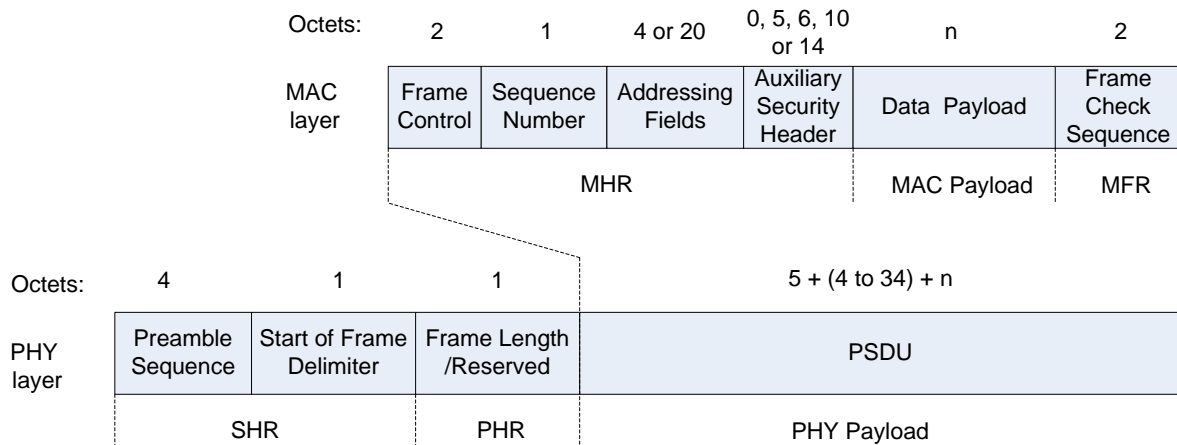 Octets: 2 1 4 or 20 0, 5, 6, 10 or 14 n 2
MAC layer
Frame Control
Sequence Number
Addressing Fields
Auxiliary Security Header
Data Payload
Frame Check Sequence
MHR MAC Payload MFR
Octets: 4 1 1 5 + (4 to 34) + n
PHY layer
Preamble Sequence
Start of Frame Delimiter
Frame Length /Reserved
PSDU
SHR PHR PHY Payload